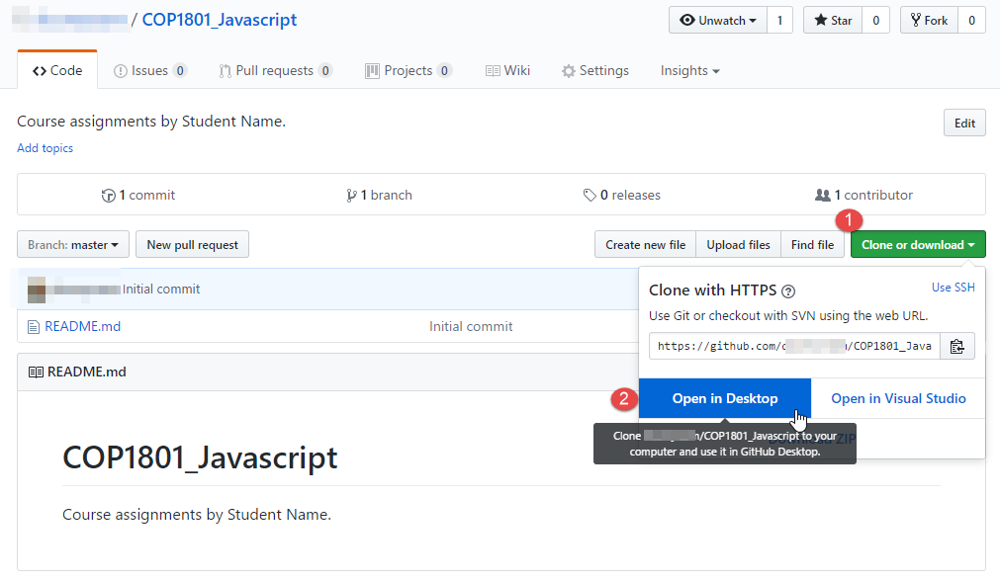 / COP1801_Javascript
Unwatch 1 Star 0 Fork 0
Code Issues 0 Pull requests 0 Projects 0 Wiki Settings Insights
Course assignments by Student Name.
Edit
Add topics
1 commit 1 branch 0 releases 1 contributor
1
Branch: master New pull request Create new file Upload files Find file Clone or download
Initial commit
README.md Initial commit
README.md
Clone with HTTPS ? Use SSH
Use Git or checkout with SVN using the web URL.
https://github.com/ /COP1801_Java
2
Open in Desktop Open in Visual Studio
Download ZIP
Clone /COP1801_Javascript to your
computer and use it in GitHub Desktop.
COP1801_Javascript
Course assignments by Student Name.